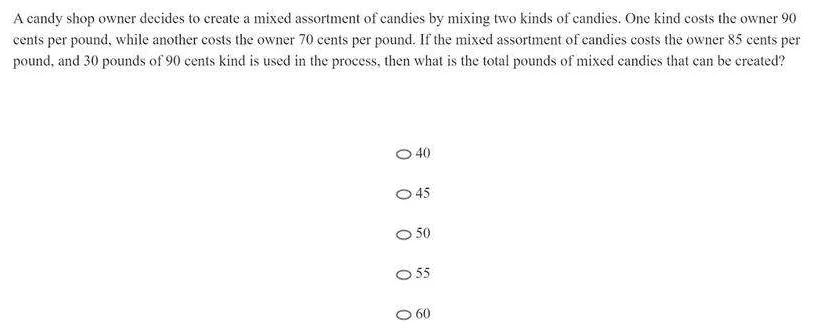 A candy shop owner decides to create a mixed assortment of candies by mixing two kinds of candies. One kind costs the owner 90
cents per pound, while another costs the owner 70 cents per pound. If the mixed assortment of candies costs the owner 85 cents per
pound, and 30 pounds of 90 cents kind is used in the process, then what is the total pounds of mixed candies that can be created?
40
45
50
55
60